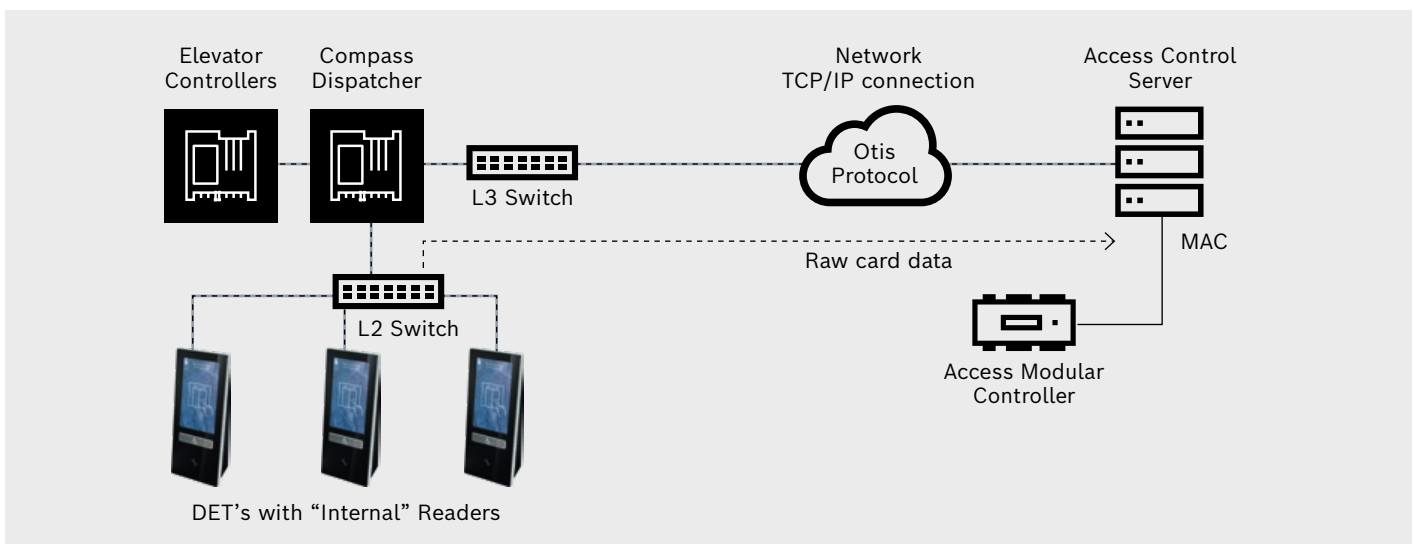 Elevator
Controllers
Compass
Dispatcher
Network
TCP/IP connection
Access Control
Server
Otis
Protocol
L3 Switch
MAC
Raw card data
L2 Switch
Access Modular
Controller
DET's with “Internal” Readers